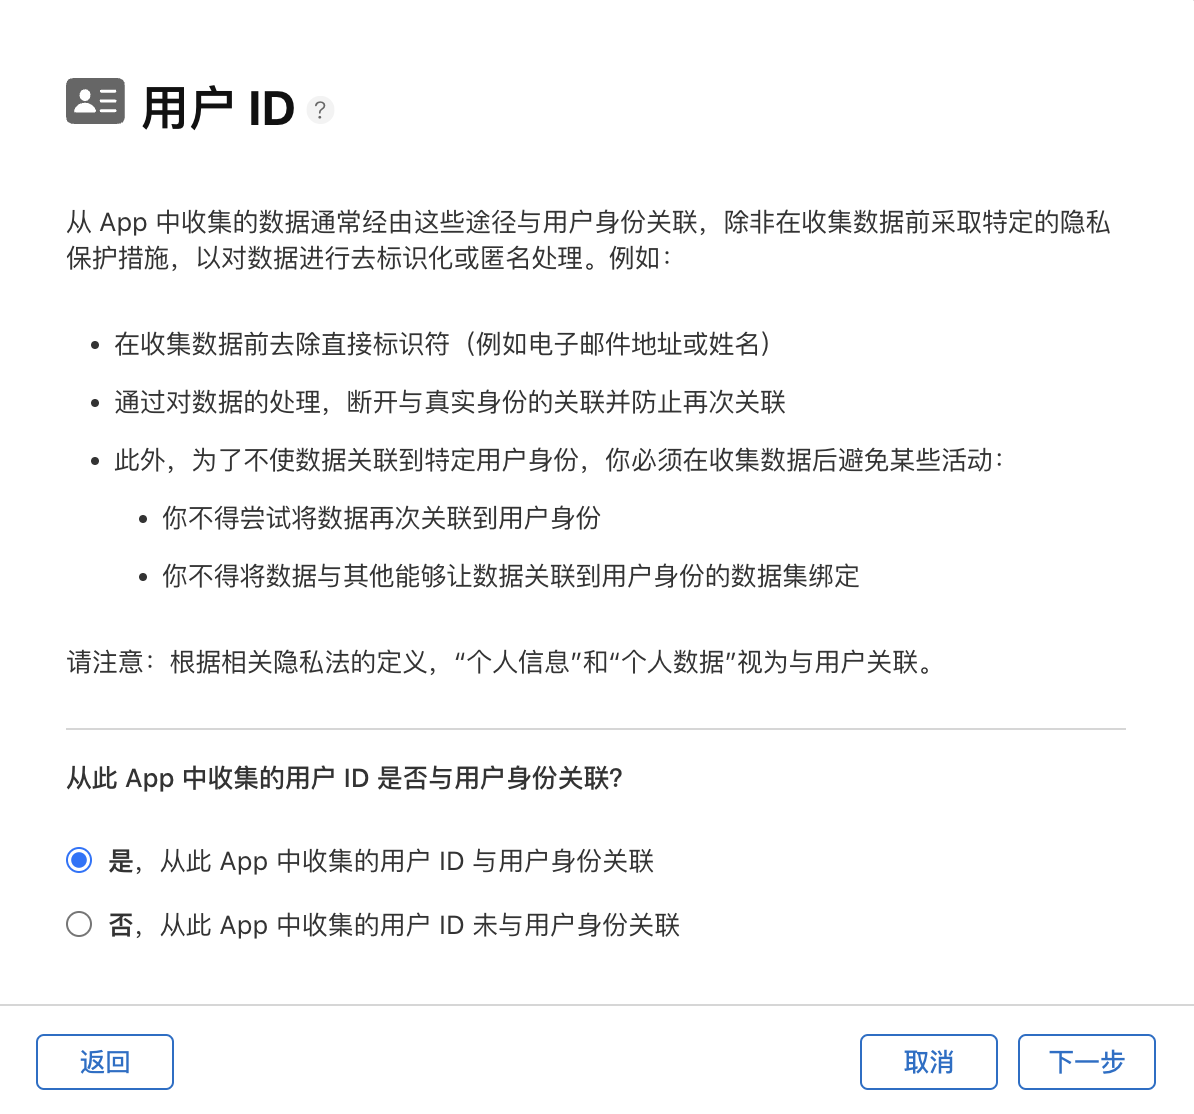 用户 ID ?
从 App 中收集的数据通常经由这些途径与用户身份关联，除非在收集数据前采取特定的隐私
保护措施，以对数据进行去标识化或匿名处理。例如：
• 在收集数据前去除直接标识符（例如电子邮件地址或姓名）
• 通过对数据的处理，断开与真实身份的关联并防止再次关联
• 此外，为了不使数据关联到特定用户身份，你必须在收集数据后避免某些活动：
• 你不得尝试将数据再次关联到用户身份
• 你不得将数据与其他能够让数据关联到用户身份的数据集绑定
请注意：根据相关隐私法的定义，“个人信息”和“个人数据”视为与用户关联。
从此 App 中收集的用户 ID 是否与用户身份关联？
是，从此 App 中收集的用户 ID 与用户身份关联
否，从此 App 中收集的用户 ID 未与用户身份关联
返回
取消
下一步